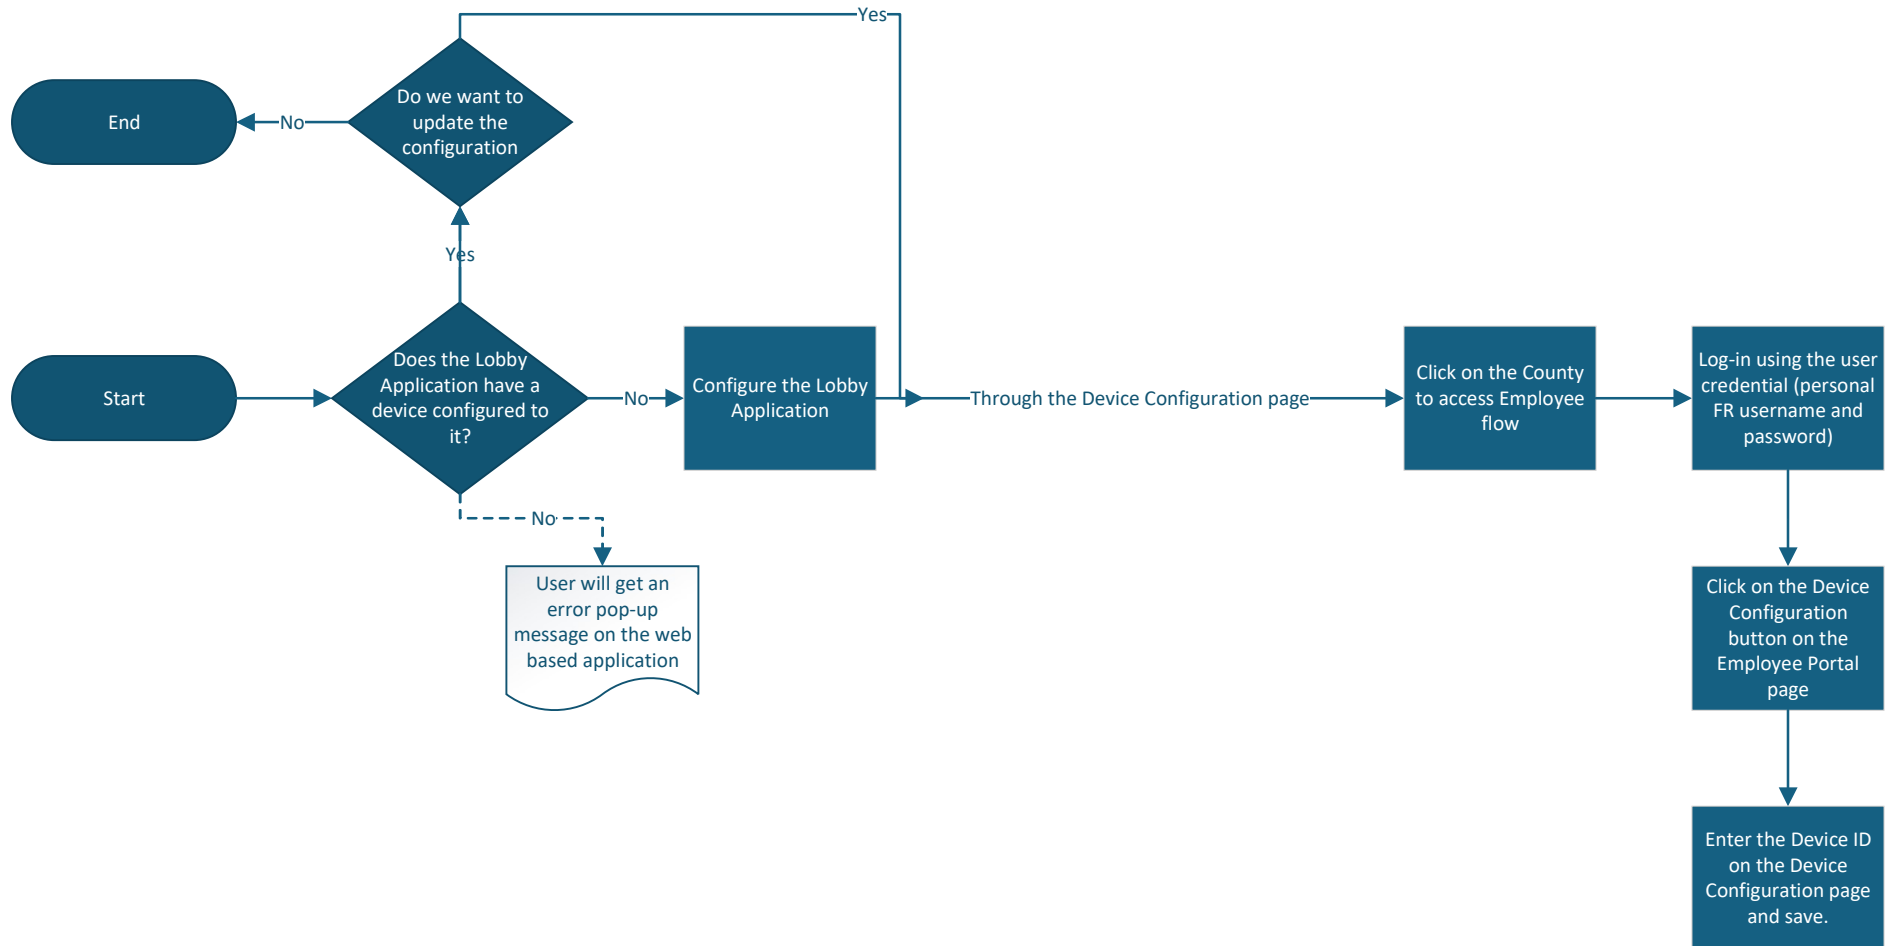 Yes
End
No
Do we want to
update the
configuration
Yes
Start
Does the Lobby
Application have a
device configured to
it?
No
Configure the Lobby
Application
Through the Device Configuration page
Click on the County
to access Employee
flow
Log-in using the user
credential (personal
FR username and
password)
No
User will get an
error pop-up
message on the web
based application
Click on the Device
Configuration
button on the
Employee Portal
page
Enter the Device ID
on the Device
Configuration page
and save.